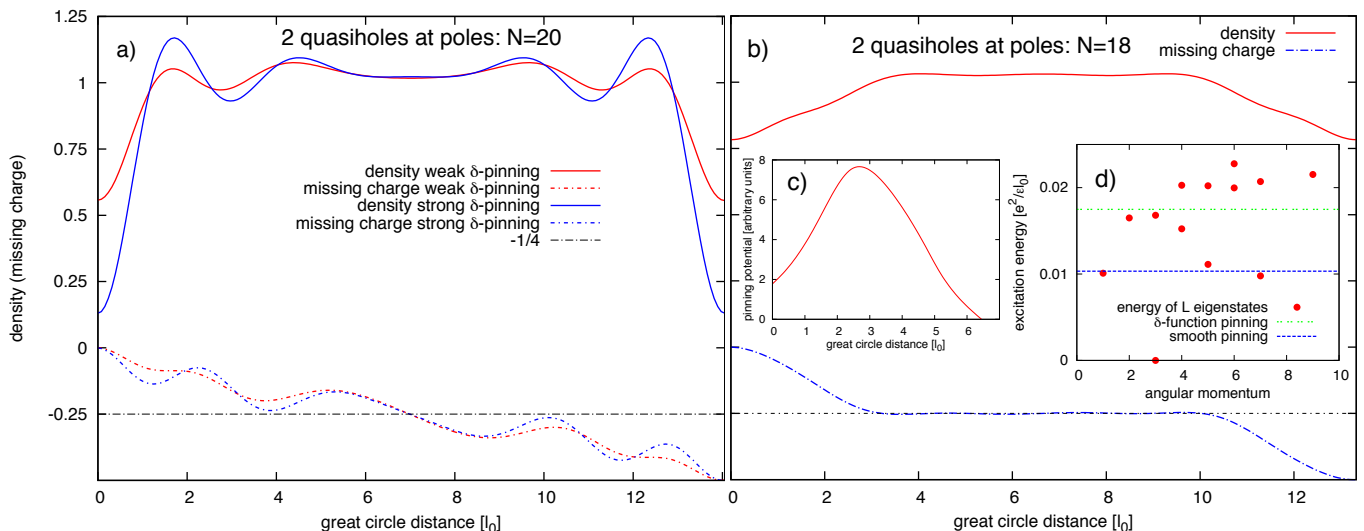 a)
2 quasiholes at poles: N=20
density (missing charge)
1.25
1
0.75
0.5
0.25
0
-0.25
density weak δ-pinning
missing charge weak δ-pinning
density strong δ-pinning
missing charge strong δ-pinning
-1/4
0 2 4 6 8 10 12
great circle distance [l₀]
b)
2 quasiholes at poles: N=18
density
missing charge
0 2 4 6 8 10 12
great circle distance [l₀]
c)
pinning potential [arbitrary units]
8
6
4
2
0
0 1 2 3 4 5 6
great circle distance [l₀]
d)
excitation energy [e²/εl₀]
0.02
0.01
0
energy of L eigenstates
δ-function pinning
smooth pinning
0 2 4 6 8 10
angular momentum